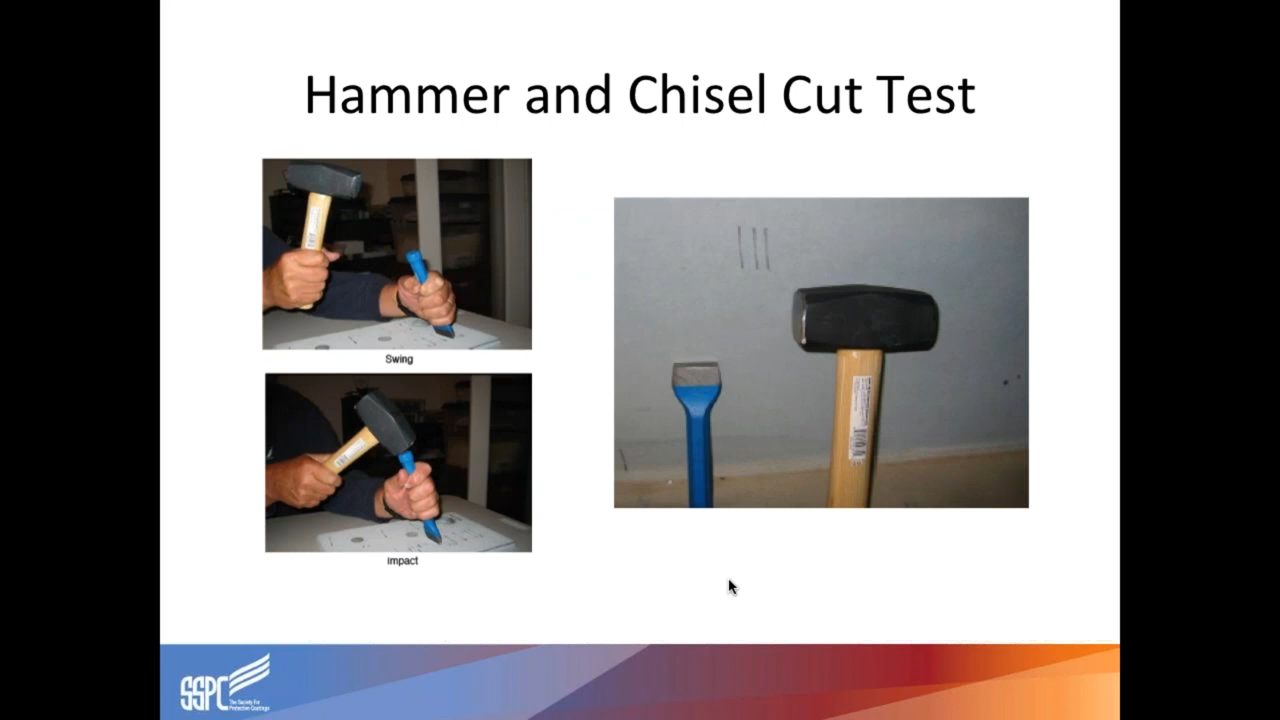 Hammer and Chisel Cut Test
Swing
impact
SSPC
The Society for
Protective Coatings